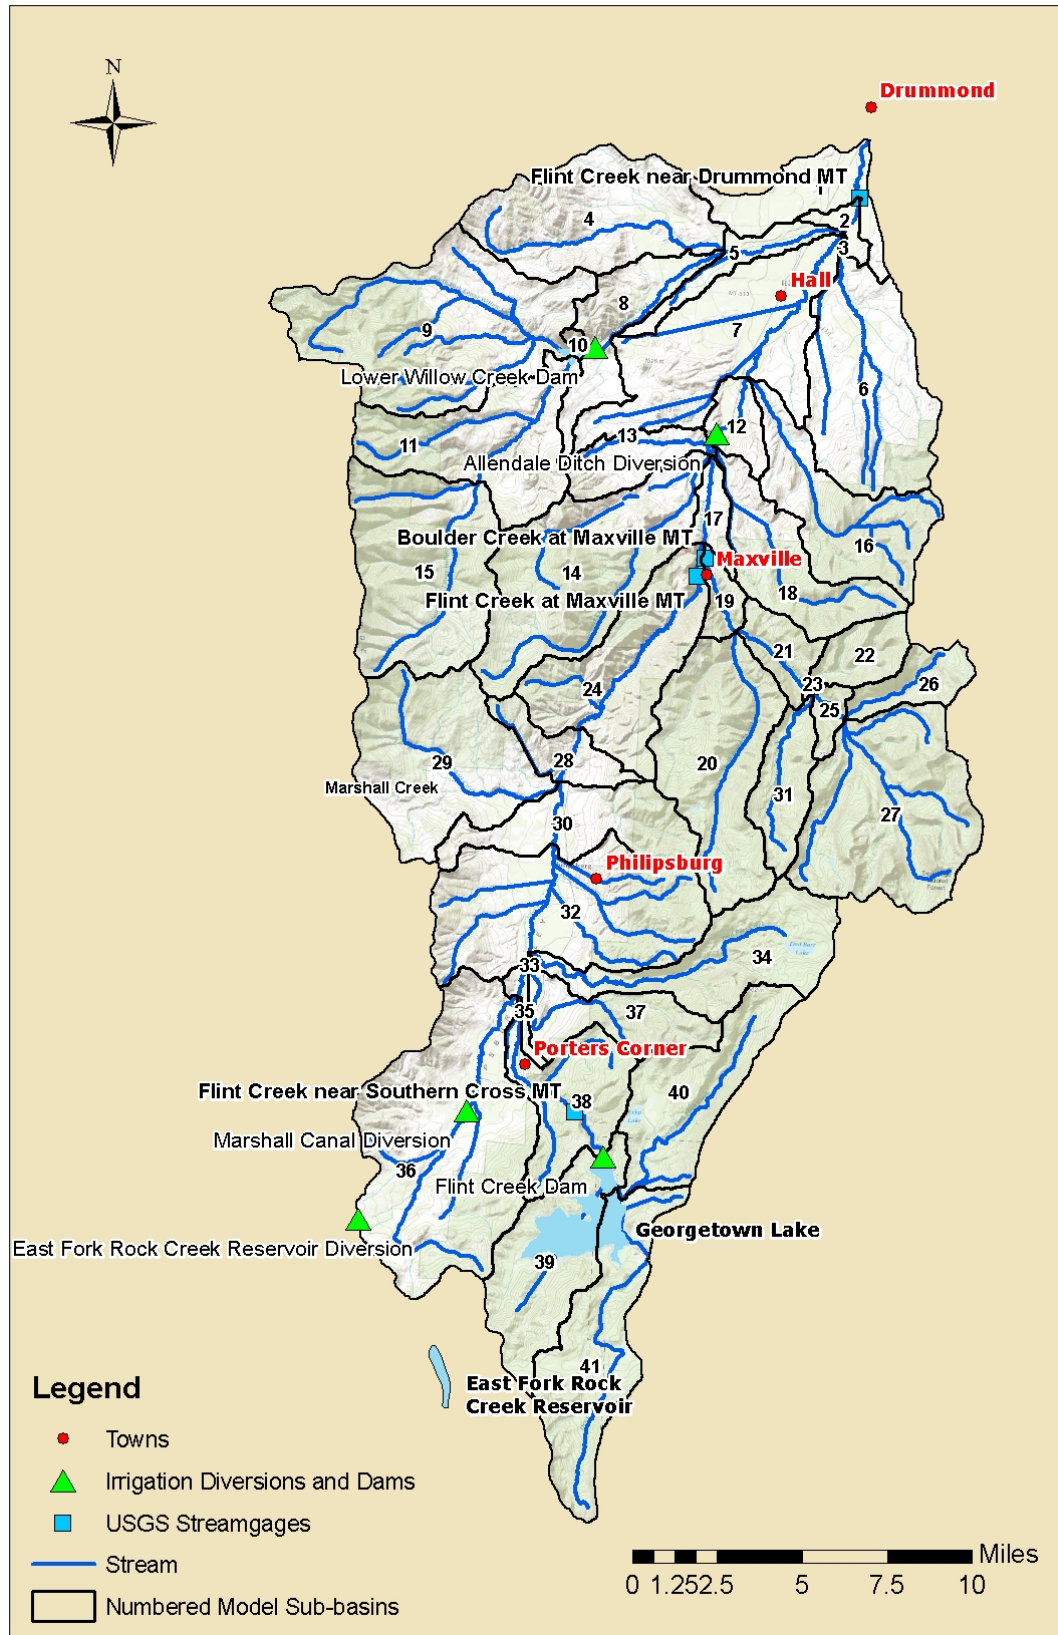 N
Drummond
Flint Creek near Drummond MT
1
2
4
3
5
Hall
8
7
9
10
6
Lower Willow Creek Dam
12
13
11
Allendale Ditch Diversion
17
Boulder Creek at Maxville MT
16
Maxville
15
14
18
Flint Creek at Maxville MT
19
21
22
23
26
24
25
28
29
20
Marshall Creek
31
27
30
Philipsburg
32
34
33
35
37
Porters Corner
Flint Creek near Southern Cross MT
38
40
Marshall Canal Diversion
36
Flint Creek Dam
Georgetown Lake
East Fork Rock Creek Reservoir Diversion
39
41
East Fork Rock
Creek Reservoir
Legend
Towns
Irrigation Diversions and Dams
USGS Streamgages
Stream
Numbered Model Sub-basins
Miles
0 1.25 2.5 5 7.5 10